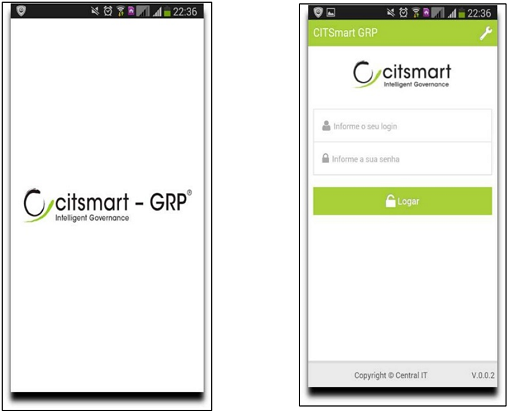 22:36
citsmart - GRP®
Intelligent Governance
22:36
CITSmart GRP
citsmart
Intelligent Governance
Informe o seu login
Informe a sua senha
Logar
Copyright © Central IT V.0.0.2